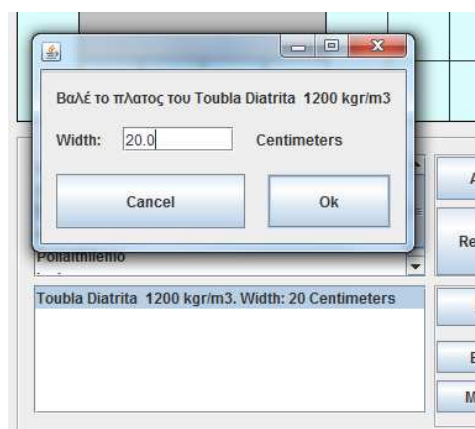 Βαλέ το πλατος του Toubla Diatrita 1200 kgr/m3
Width: 20.0 Centimeters
Cancel Ok
Toubla Diatrita 1200 kgr/m3. Width: 20 Centimeters